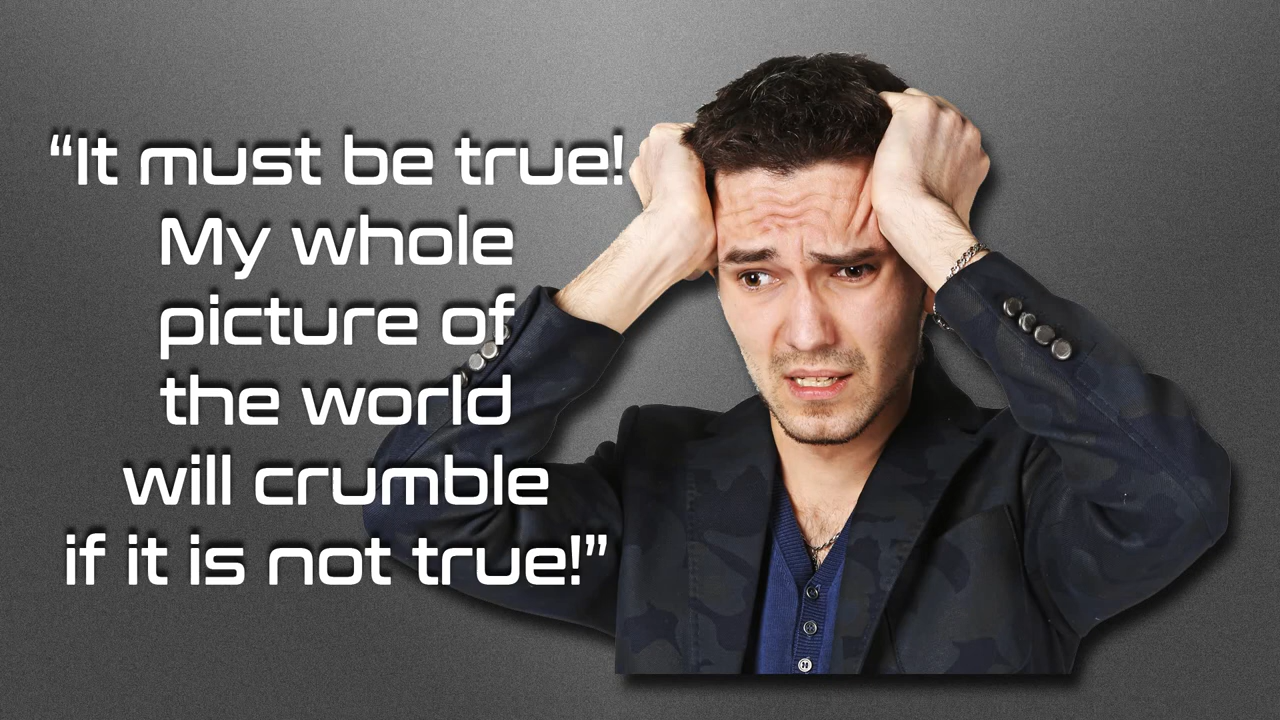 “It must be true!
My whole
picture of
the world
will crumble
if it is not true!”